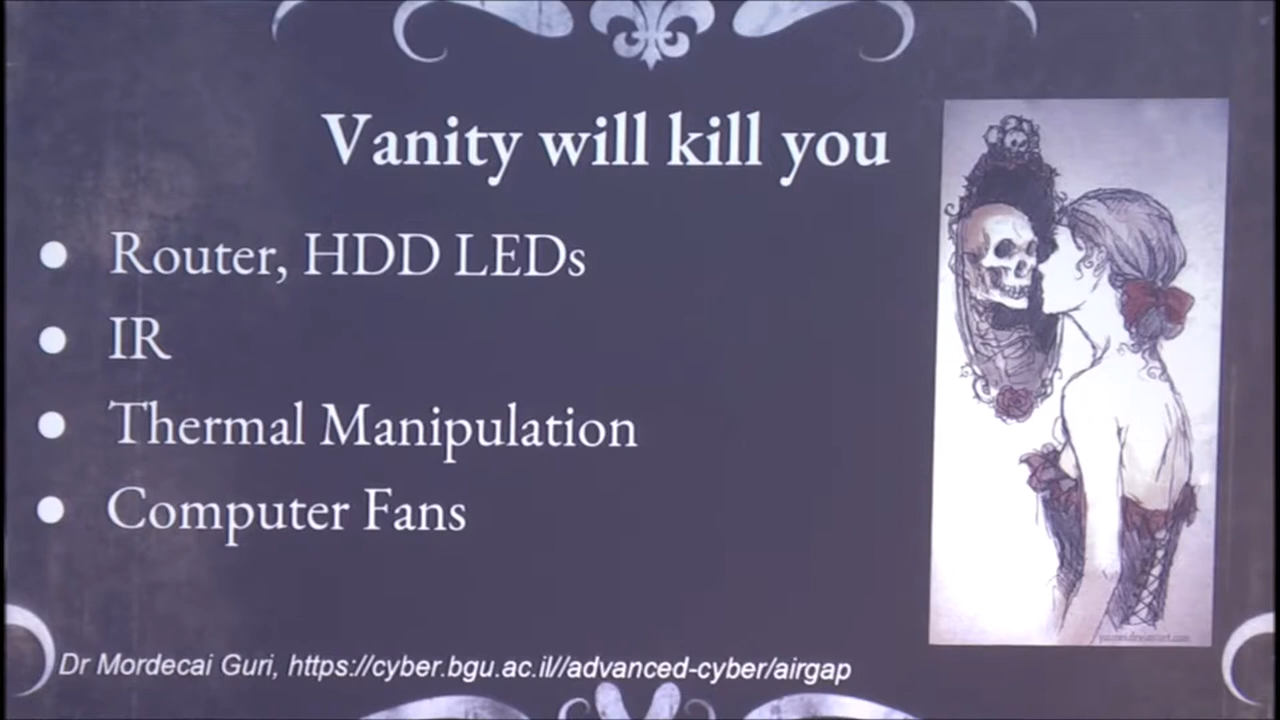 Vanity will kill you
Router, HDD LEDs
IR
Thermal Manipulation
Computer Fans
Dr Mordecai Guri, https://cyber.bgu.ac.il//advanced-cyber/airgap